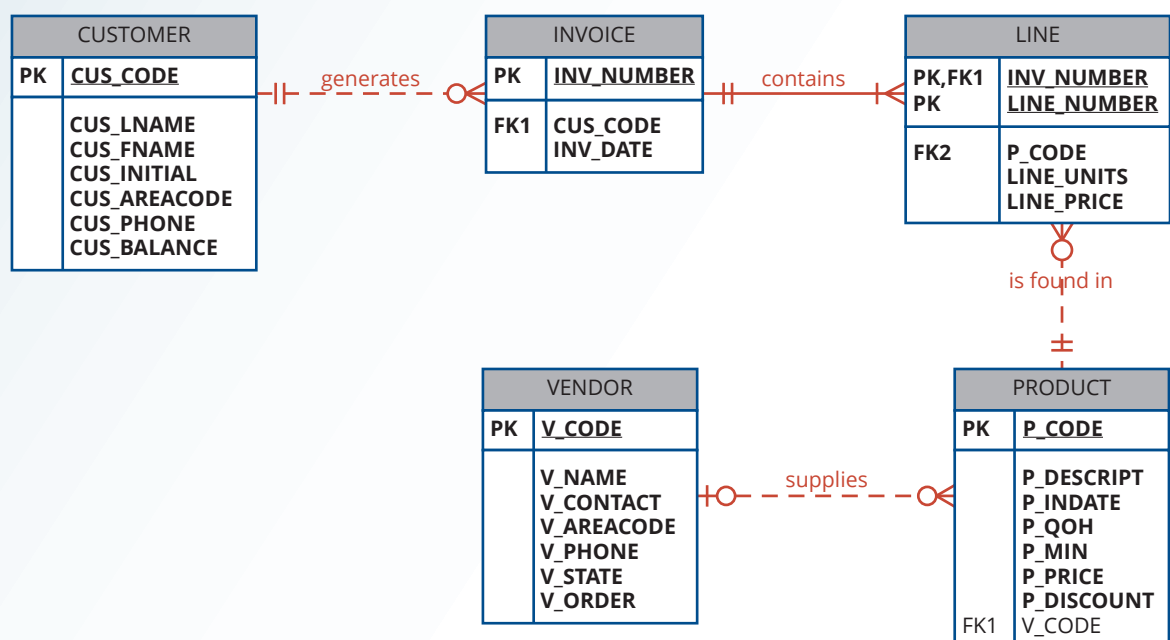 CUSTOMER
PK CUS_CODE
CUS_LNAME
CUS_FNAME
CUS_INITIAL
CUS_AREACODE
CUS_PHONE
CUS_BALANCE
generates
INVOICE
PK INV_NUMBER
FK1 CUS_CODE
INV_DATE
contains
LINE
PK,FK1 INV_NUMBER
PK LINE_NUMBER
FK2 P_CODE
LINE_UNITS
LINE_PRICE
is found in
VENDOR
PK V_CODE
V_NAME
V_CONTACT
V_AREACODE
V_PHONE
V_STATE
V_ORDER
supplies
PRODUCT
PK P_CODE
P_DESCRIPT
P_INDATE
P_QOH
P_MIN
P_PRICE
P_DISCOUNT
FK1 V_CODE